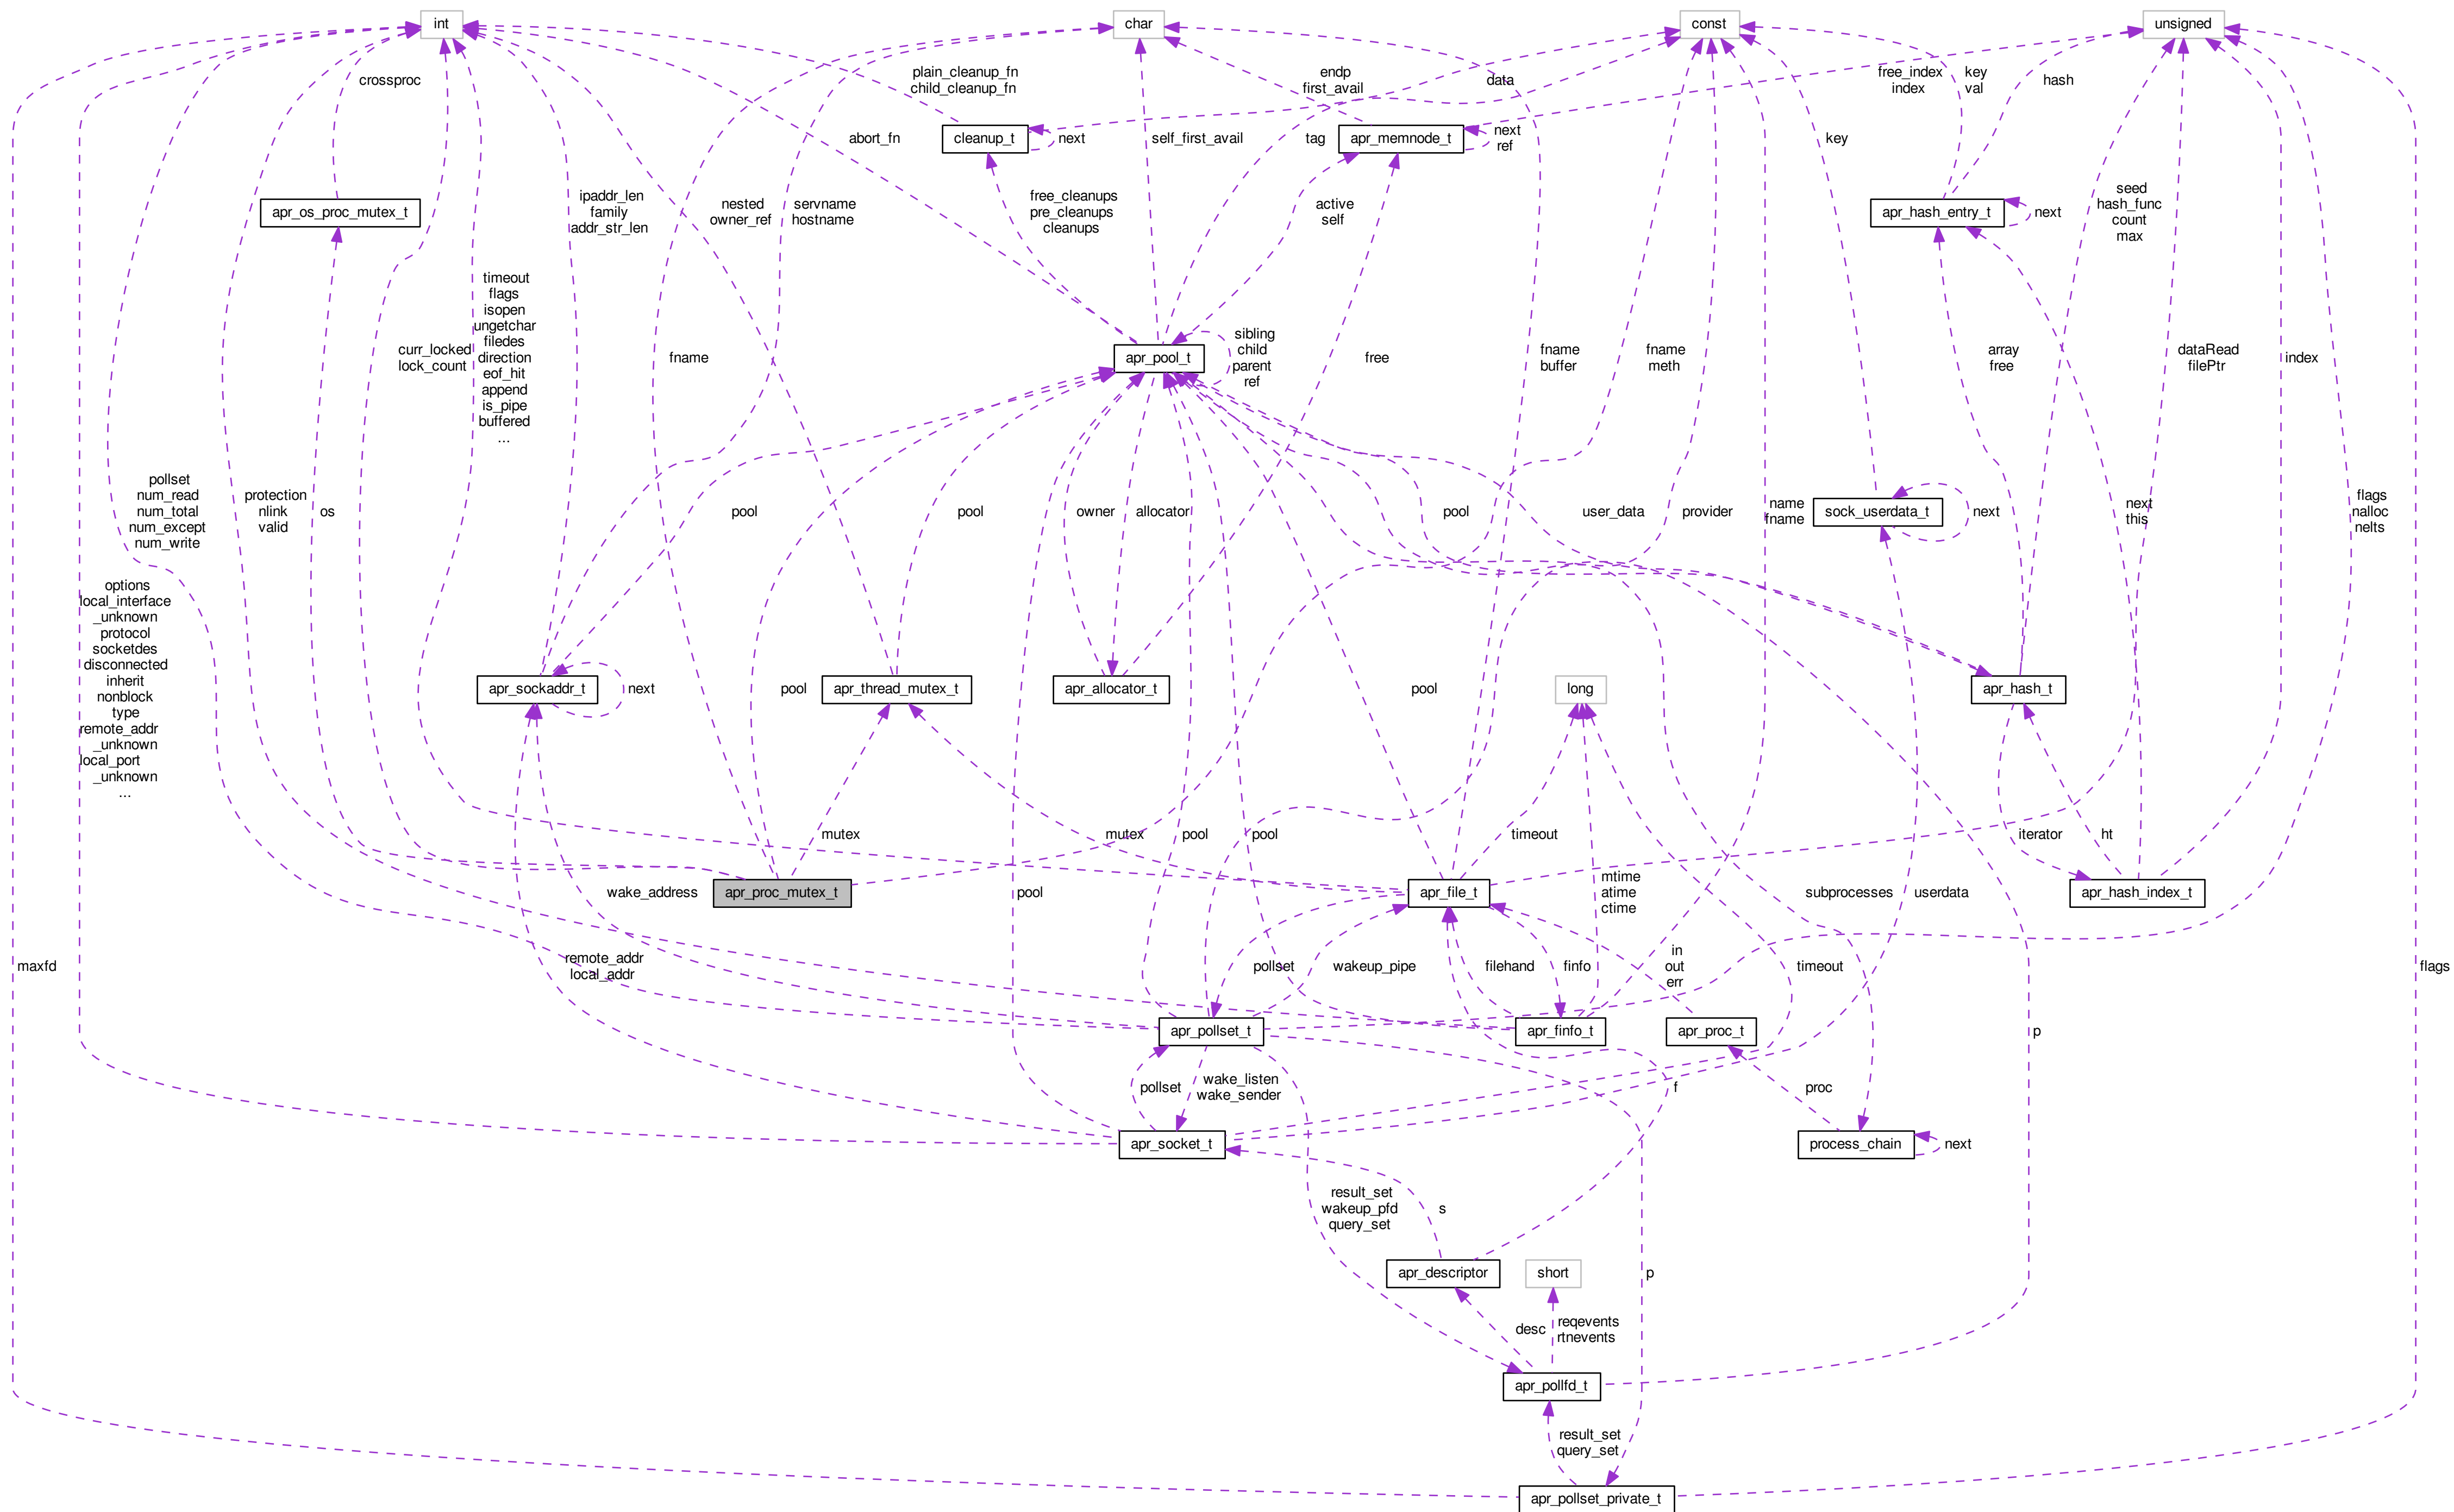 int
char
const
unsigned
crossproc
plain_cleanup_fn
child_cleanup_fn
endp
first_avail
data
free_index
index
key
val
hash
cleanup_t
next
apr_memnode_t
next
ref
abort_fn
self_first_avail
tag
key
apr_os_proc_mutex_t
ipaddr_len
family
addr_str_len
nested
owner_ref
servname
hostname
free_cleanups
pre_cleanups
cleanups
active
self
apr_hash_entry_t
next
seed
hash_func
count
max
timeout
flags
isopen
ungetchar
filedes
direction
eof_hit
append
is_pipe
buffered
...
curr_locked
lock_count
fname
apr_pool_t
sibling
child
parent
ref
free
fname
buffer
fname
meth
array
free
dataRead
filePtr
index
pollset
num_read
num_total
num_except
num_write
protection
nlink
valid
os
pool
pool
owner
allocator
pool
user_data
provider
name
fname
sock_userdata_t
next
next
this
flags
nalloc
nelts
options
local_interface
_unknown
protocol
socketdes
disconnected
inherit
nonblock
type
remote_addr
_unknown
local_port
_unknown
...
apr_sockaddr_t
next
pool
apr_thread_mutex_t
apr_allocator_t
pool
long
apr_hash_t
mutex
mutex
pool
pool
timeout
iterator
ht
wake_address
apr_proc_mutex_t
pool
apr_file_t
mtime
atime
ctime
subprocesses
userdata
apr_hash_index_t
maxfd
remote_addr
local_addr
pollset
wakeup_pipe
filehand
finfo
in
out
err
timeout
flags
apr_pollset_t
apr_finfo_t
apr_proc_t
p
pollset
wake_listen
wake_sender
f
proc
apr_socket_t
process_chain
next
result_set
wakeup_pfd
query_set
s
apr_descriptor
short
p
desc
reqevents
rtnevents
apr_pollfd_t
result_set
query_set
apr_pollset_private_t